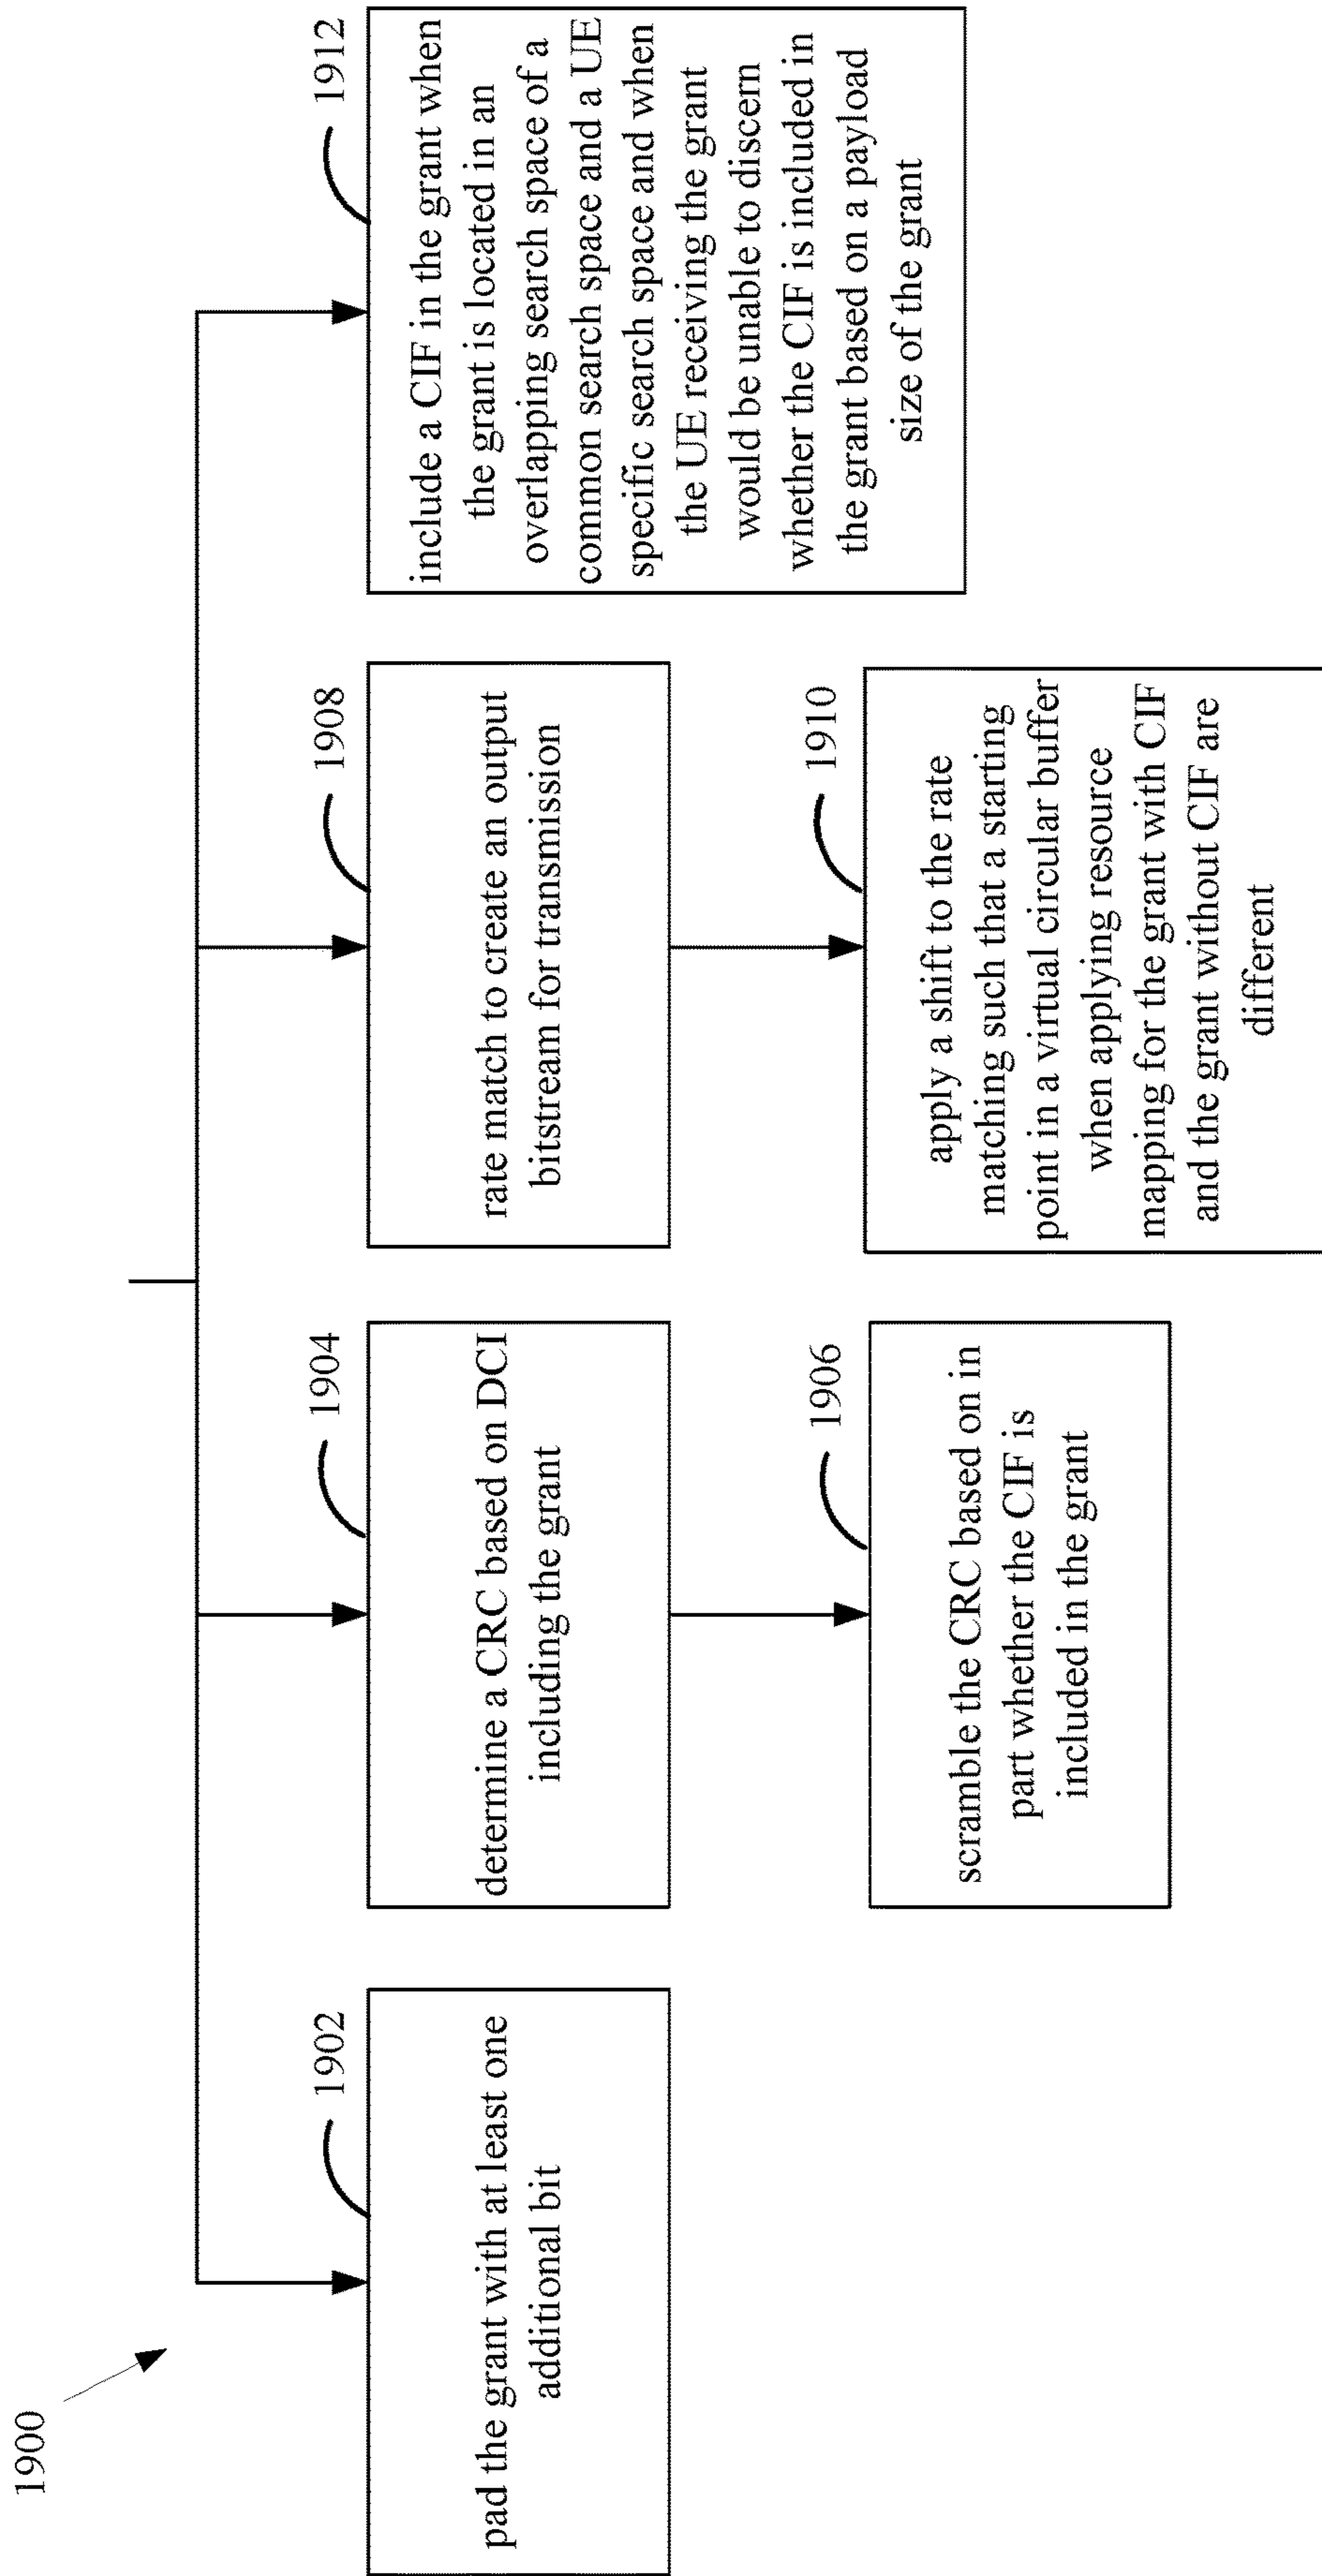 1900
1902
pad the grant with at least one
additional bit
1904
determine a CRC based on DCI
including the grant
1906
scramble the CRC based on in
part whether the CIF is
included in the grant
1908
rate match to create an output
bitstream for transmission
1910
apply a shift to the rate
matching such that a starting
point in a virtual circular buffer
when applying resource
mapping for the grant with CIF
and the grant without CIF are
different
1912
include a CIF in the grant when
the grant is located in an
overlapping search space of a
common search space and a UE
specific search space and when
the UE receiving the grant
would be unable to discern
whether the CIF is included in
the grant based on a payload
size of the grant